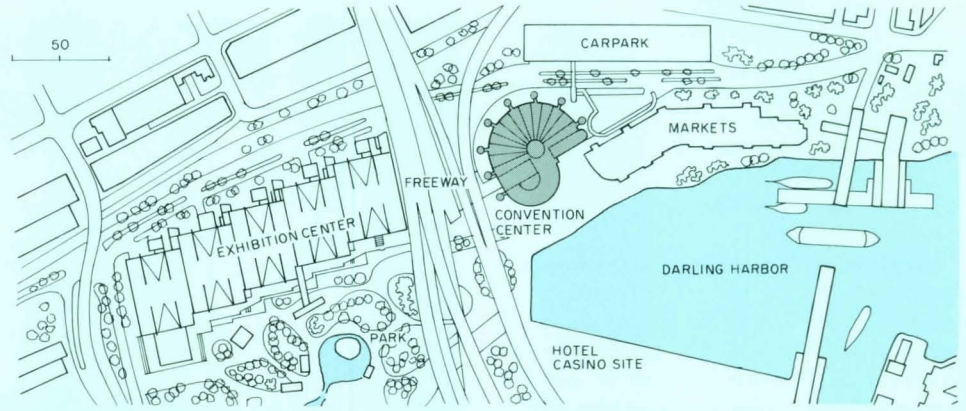 50
CARPARK
MARKETS
FREEWAY
EXHIBITION CENTER
CONVENTION
CENTER
DARLING HARBOR
PARK
HOTEL
CASINO SITE